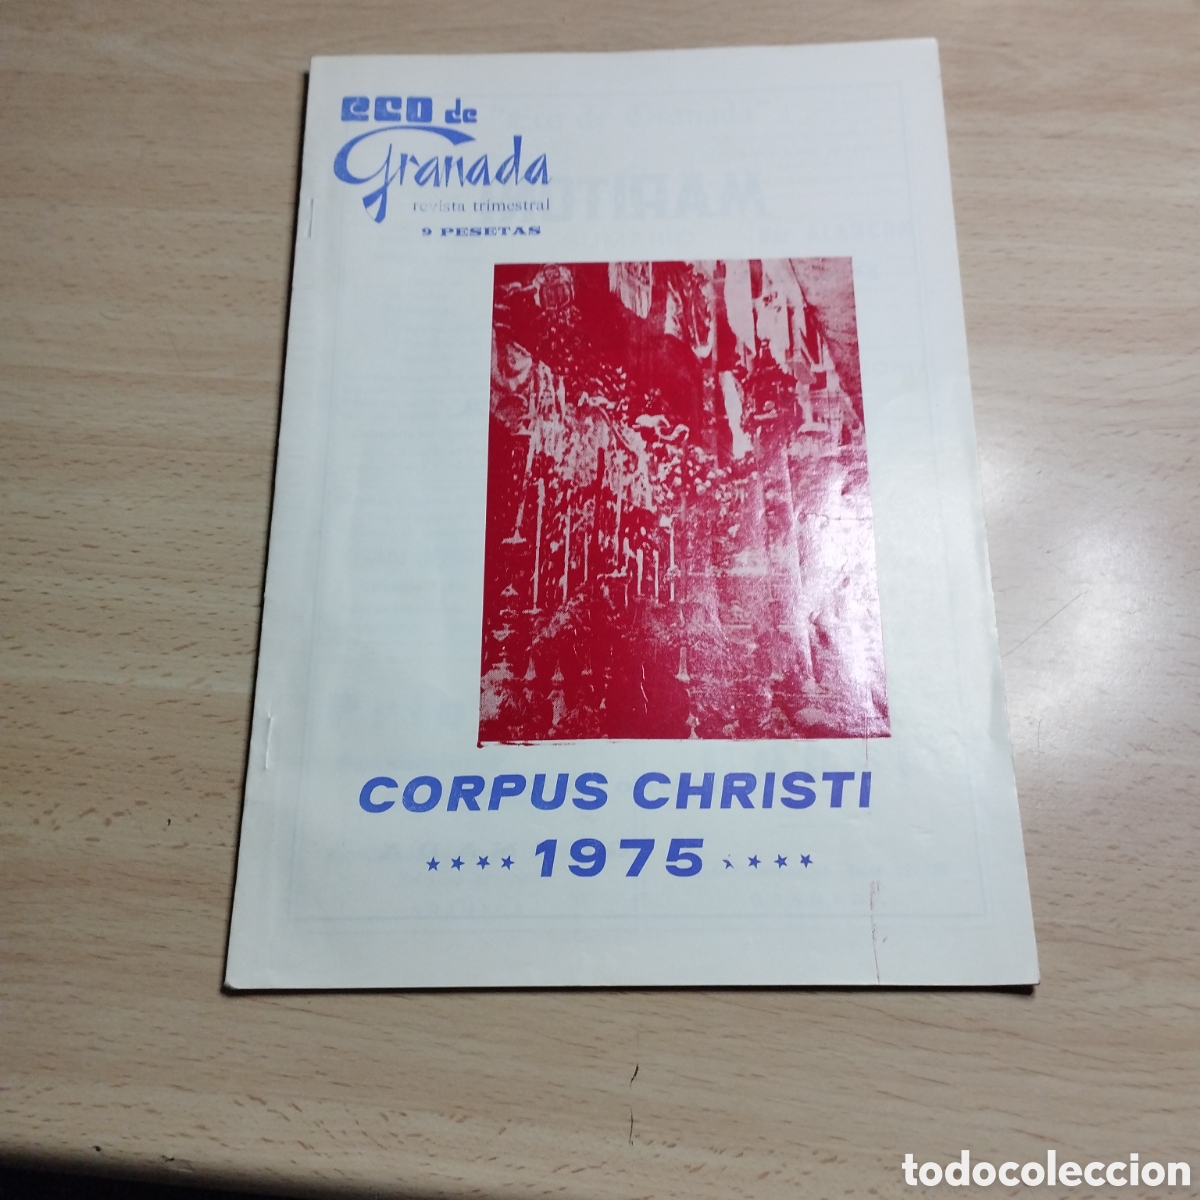 eco de
Granada
revista trimestral
9 PESETAS
CORPUS CHRISTI
1975
todocoleccion